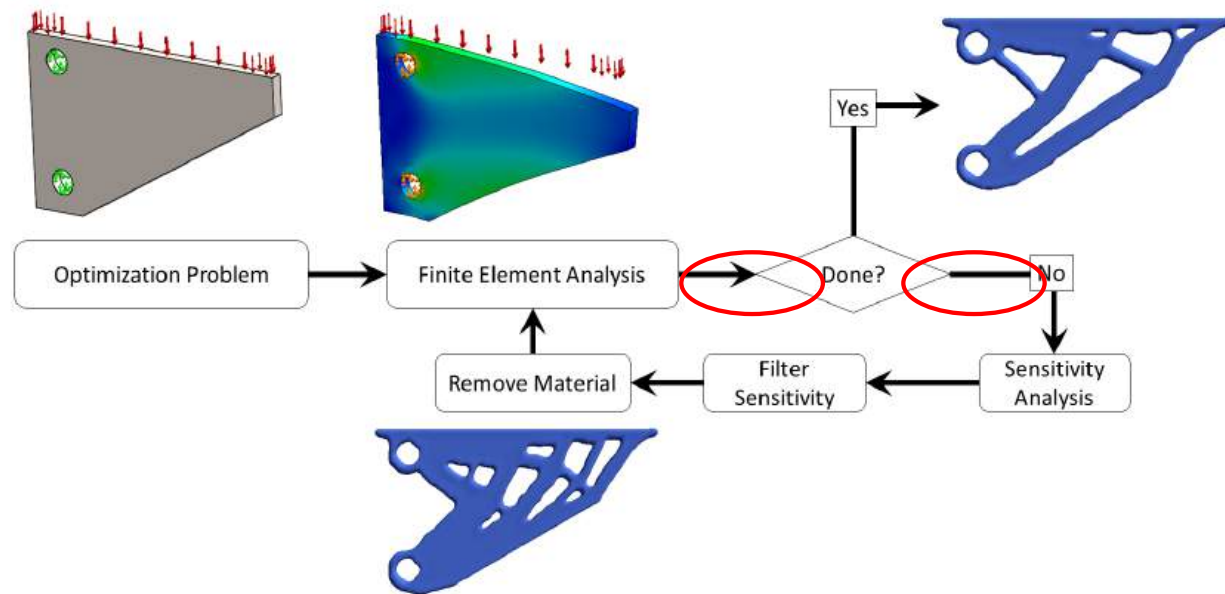 Yes
Optimization Problem
Finite Element Analysis
Done?
No
Remove Material
Filter
Sensitivity
Sensitivity
Analysis